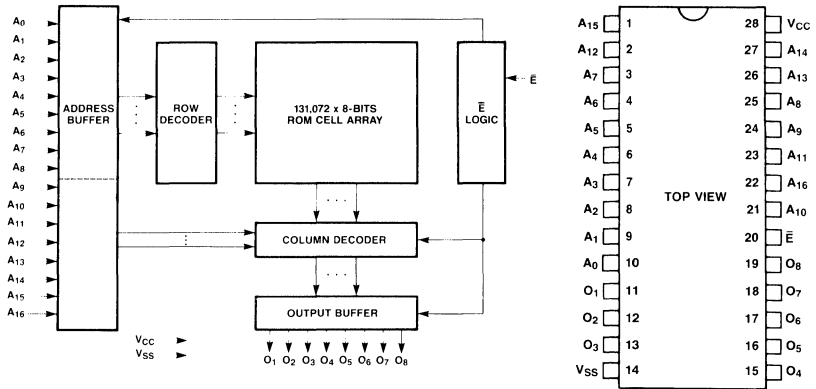 A0
A1
A2
A3
A4
A5
A6
A7
A8
A9
A10
A11
A12
A13
A14
A15
A16
ADDRESS
BUFFER
ROW
DECODER
131,072 x 8-BITS
ROM CELL ARRAY
E̅
LOGIC
E̅
COLUMN DECODER
OUTPUT BUFFER
VCC
VSS
O1 O2 O3 O4 O5 O6 O7 O8
TOP VIEW
A15 1 28 VCC
A12 2 27 A14
A7 3 26 A13
A6 4 25 A8
A5 5 24 A9
A4 6 23 A11
A3 7 22 A16
A2 8 21 A10
A1 9 20 E̅
A0 10 19 O8
O1 11 18 O7
O2 12 17 O6
O3 13 16 O5
VSS 14 15 O4